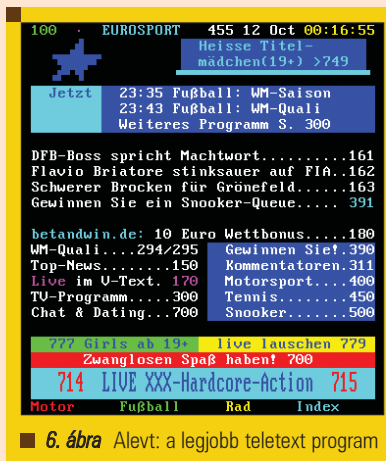 100 · EUROSPORT 455 12 Oct 00:16:55
Heisse Titel-
mädchen(19+) >749
Jetzt 23:35 Fußball: WM-Saison
23:43 Fußball: WM-Quali
Weiteres Programm S. 300
DFB-Boss spricht Machtwort..........161
Flavio Briatore stinksauer auf FIA..162
Schwerer Brocken für Grönefeld......163
Gewinnen Sie ein Snooker-Queue..... 391
betandwin.de: 10 Euro Wettbonus.....180
WM-Quali....294/295 Gewinnen Sie! 390
Top-News........150 Kommentatoren.311
Live im V-Text. 170 Motorsport....400
TV-Programm.....300 Tennis........450
Chat & Dating...700 Snooker.......500
777 Girls ab 19+ live lauschen 779
Zwanglosen Spaß haben! 700
714 LIVE XXX-Hardcore-Action 715
Motor Fußball Rad Index
6. ábra Alevt: a legjobb teletext program